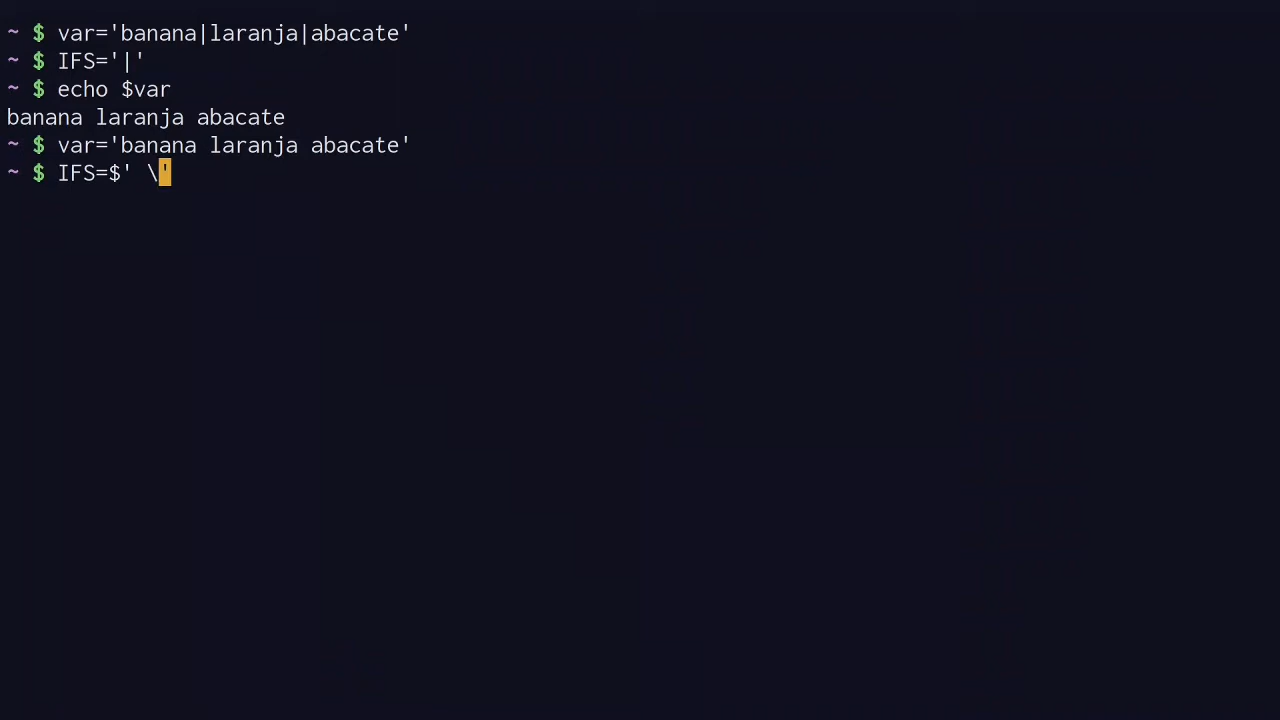 ~ $ var='banana|laranja|abacate'
~ $ IFS='|'
~ $ echo $var
banana laranja abacate
~ $ var='banana laranja abacate'
~ $ IFS=$' \'